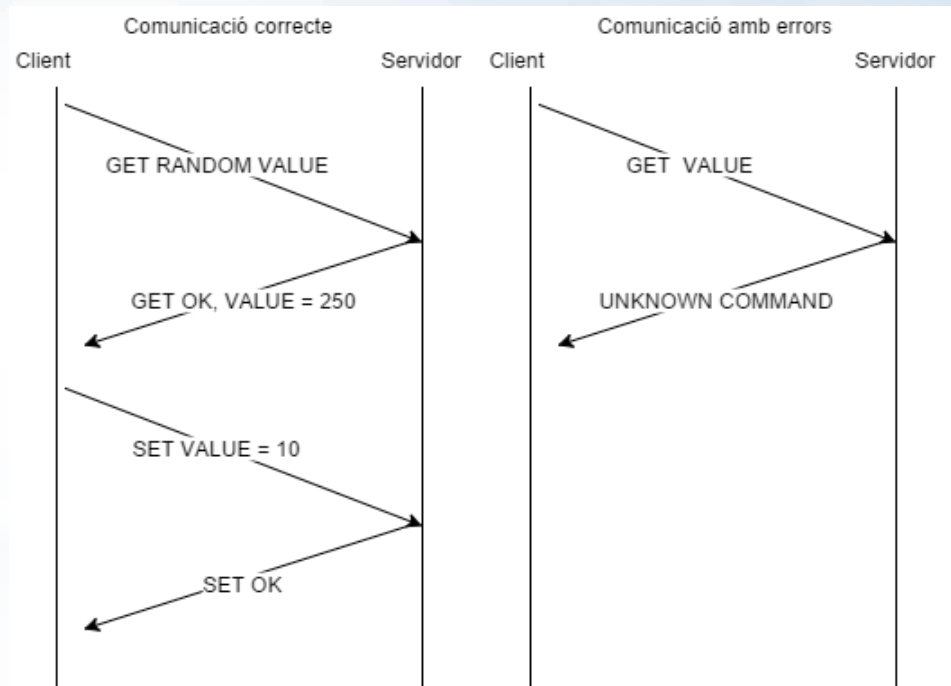 Comunicació correcte
Client
Servidor
GET RANDOM VALUE
GET OK, VALUE = 250
SET VALUE = 10
SET OK
Comunicació amb errors
Client
Servidor
GET  VALUE
UNKNOWN COMMAND